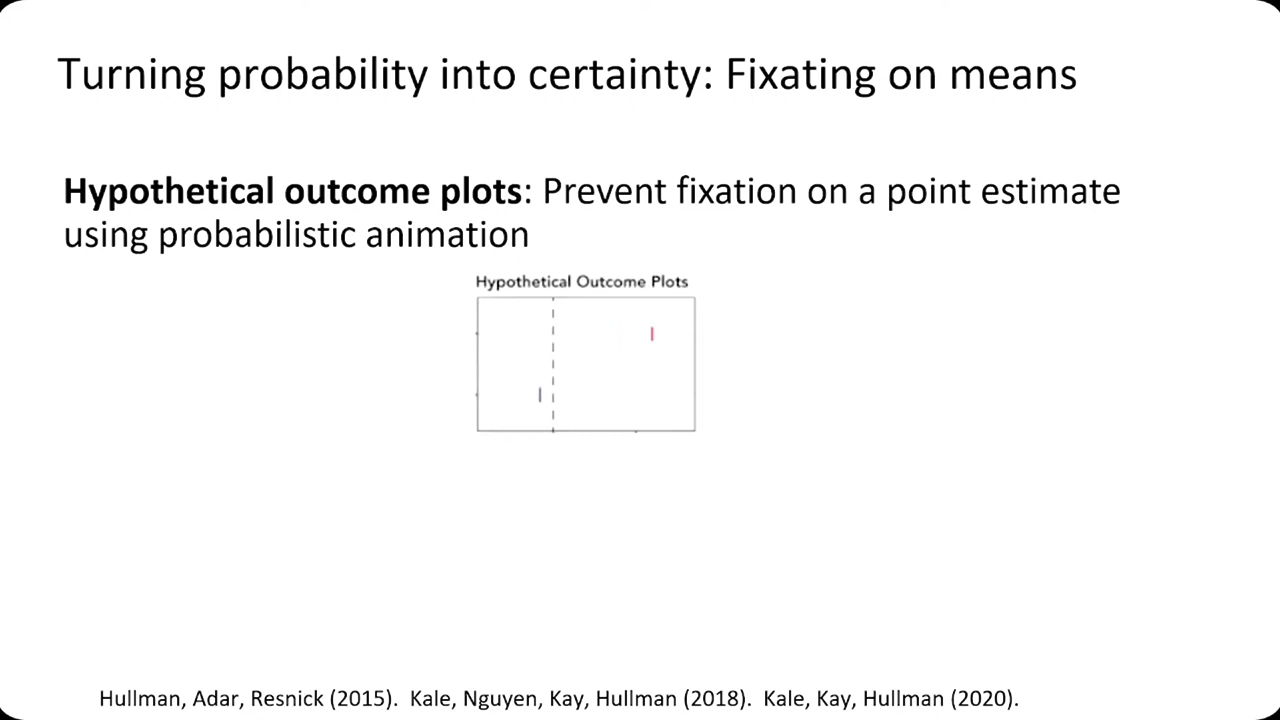 Turning probability into certainty: Fixating on means
Hypothetical outcome plots: Prevent fixation on a point estimate
using probabilistic animation
Hypothetical Outcome Plots
Hullman, Adar, Resnick (2015). Kale, Nguyen, Kay, Hullman (2018). Kale, Kay, Hullman (2020).